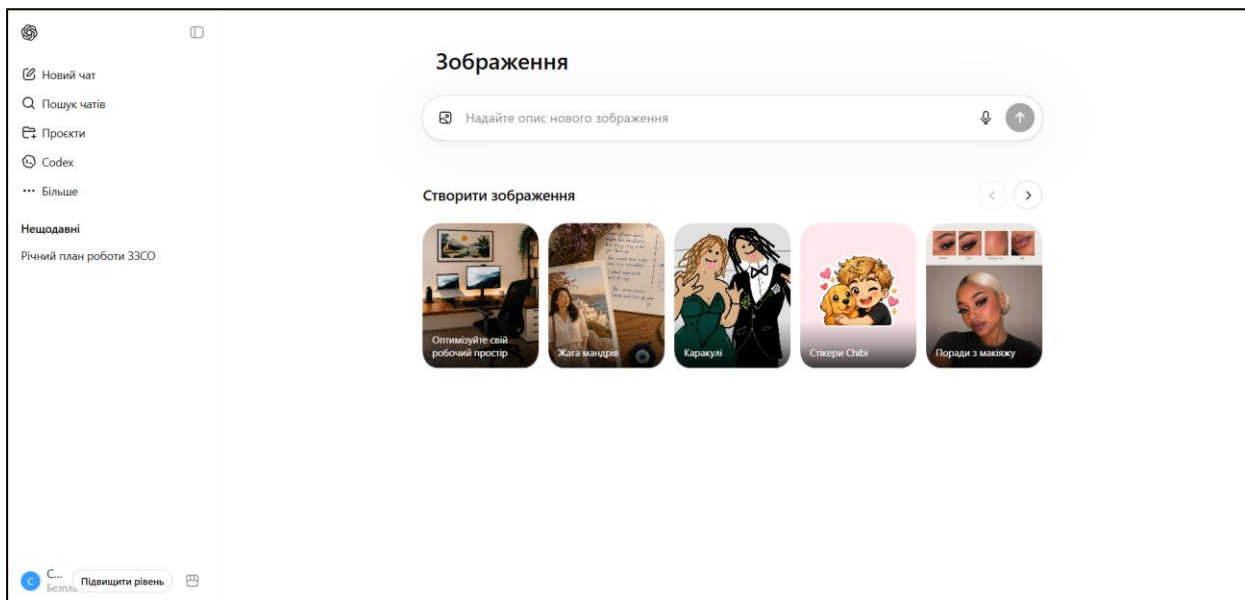 Новий чат
Пошук чатів
Проєкти
Codex
Більше
Нещодавні
Річний план роботи ЗЗСО
С...
Безпла
Підвищити рівень
Зображення
Надайте опис нового зображення
Створити зображення
Оптимізуйте свій
робочий простір
Жага мандрів
Каракулі
Стікери Chibi
Поради з макіяжу